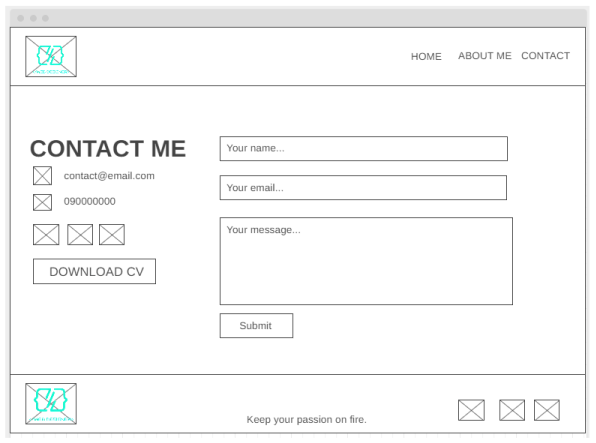 HOME ABOUT ME CONTACT
CONTACT ME
contact@email.com
090000000
DOWNLOAD CV
Your name...
Your email...
Your message...
Submit
Keep your passion on fire.